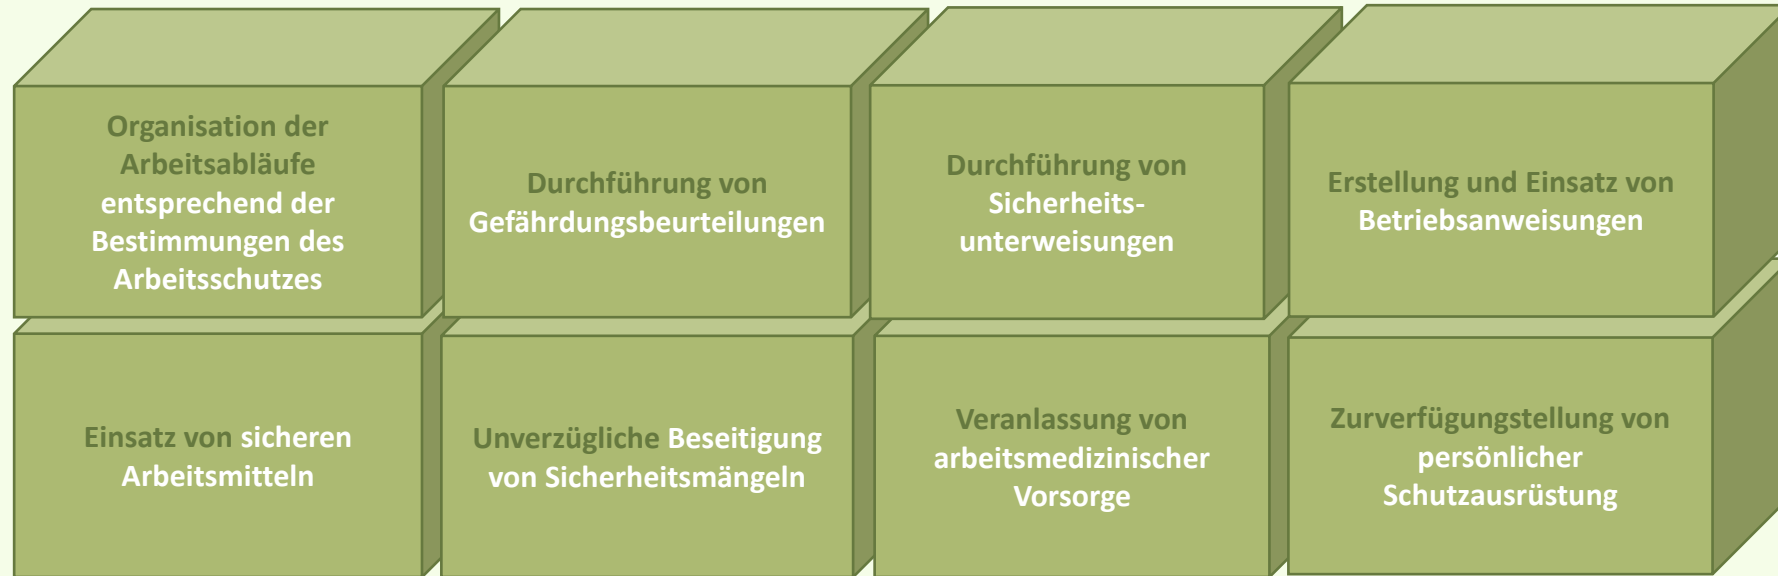 Organisation der
Arbeitsabläufe
entsprechend der
Bestimmungen des
Arbeitsschutzes
Durchführung von
Gefährdungsbeurteilungen
Durchführung von
Sicherheits-
unterweisungen
Erstellung und Einsatz von
Betriebsanweisungen
Einsatz von sicheren
Arbeitsmitteln
Unverzügliche Beseitigung
von Sicherheitsmängeln
Veranlassung von
arbeitsmedizinischer
Vorsorge
Zurverfügungstellung von
persönlicher
Schutzausrüstung